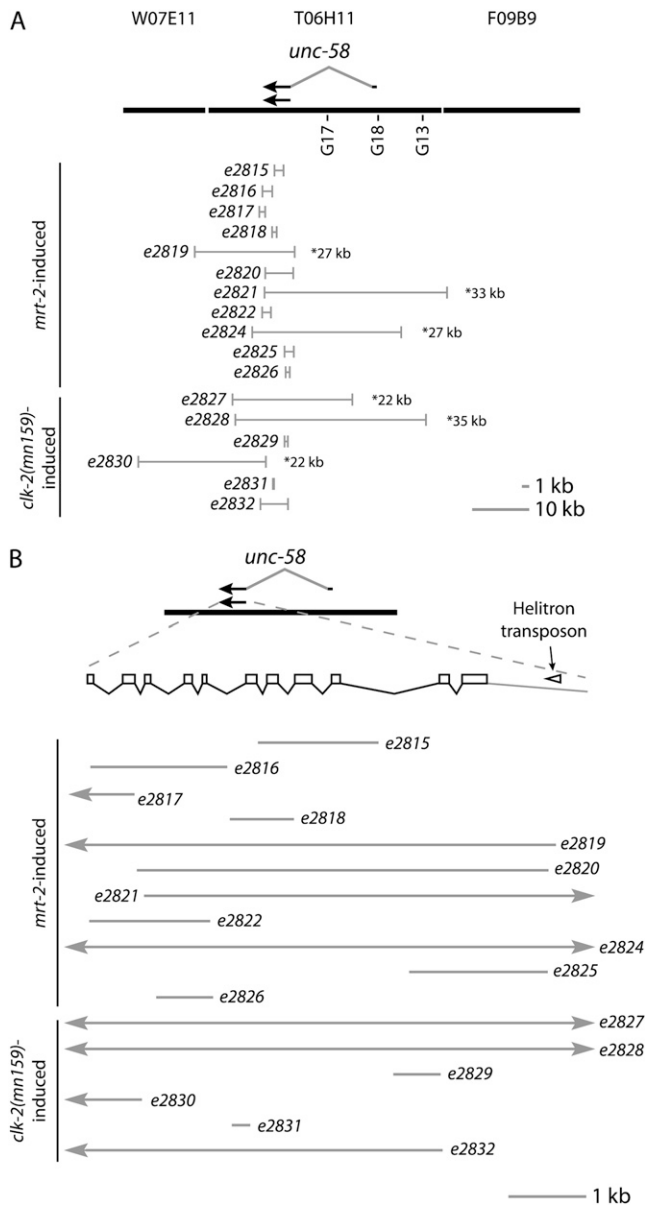 A
W07E11 T06H11 F09B9
unc-58
G17
G18
G13
mrt-2-induced
e2815
e2816
e2817
e2818
e2819 *27 kb
e2820
e2821 *33 kb
e2822
e2824 *27 kb
e2825
e2826
clk-2(mn159)-
induced
e2827 *22 kb
e2828 *35 kb
e2829
e2830 *22 kb
e2831
e2832
1 kb
10 kb
B
unc-58
Helitron
transposon
mrt-2-induced
e2815
e2816
e2817
e2818
e2819
e2820
e2821
e2822
e2824
e2825
e2826
clk-2(mn159)-
induced
e2827
e2828
e2829
e2830
e2831
e2832
1 kb